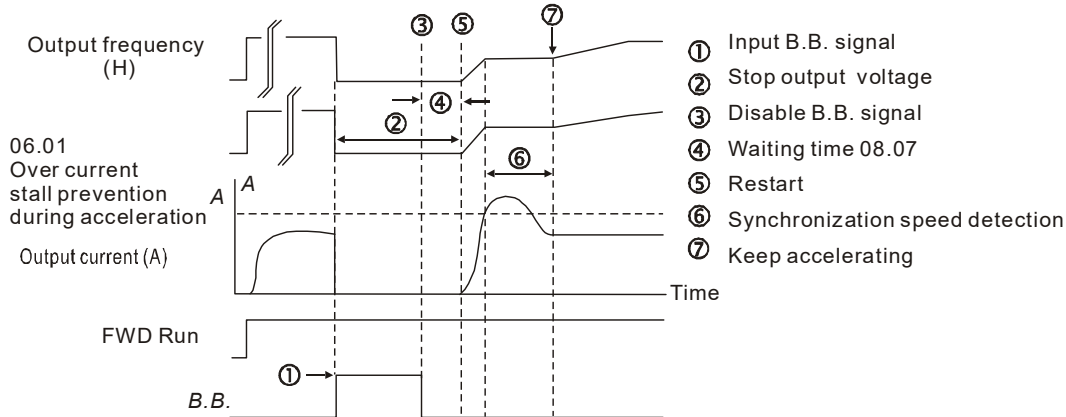 Output frequency
(H)
06.01
Over current
stall prevention
during acceleration
Output current (A)
A
A
FWD Run
B.B.
Time
③
⑤
⑦
④
②
⑥
①
① Input B.B. signal
② Stop output voltage
③ Disable B.B. signal
④ Waiting time 08.07
⑤ Restart
⑥ Synchronization speed detection
⑦ Keep accelerating